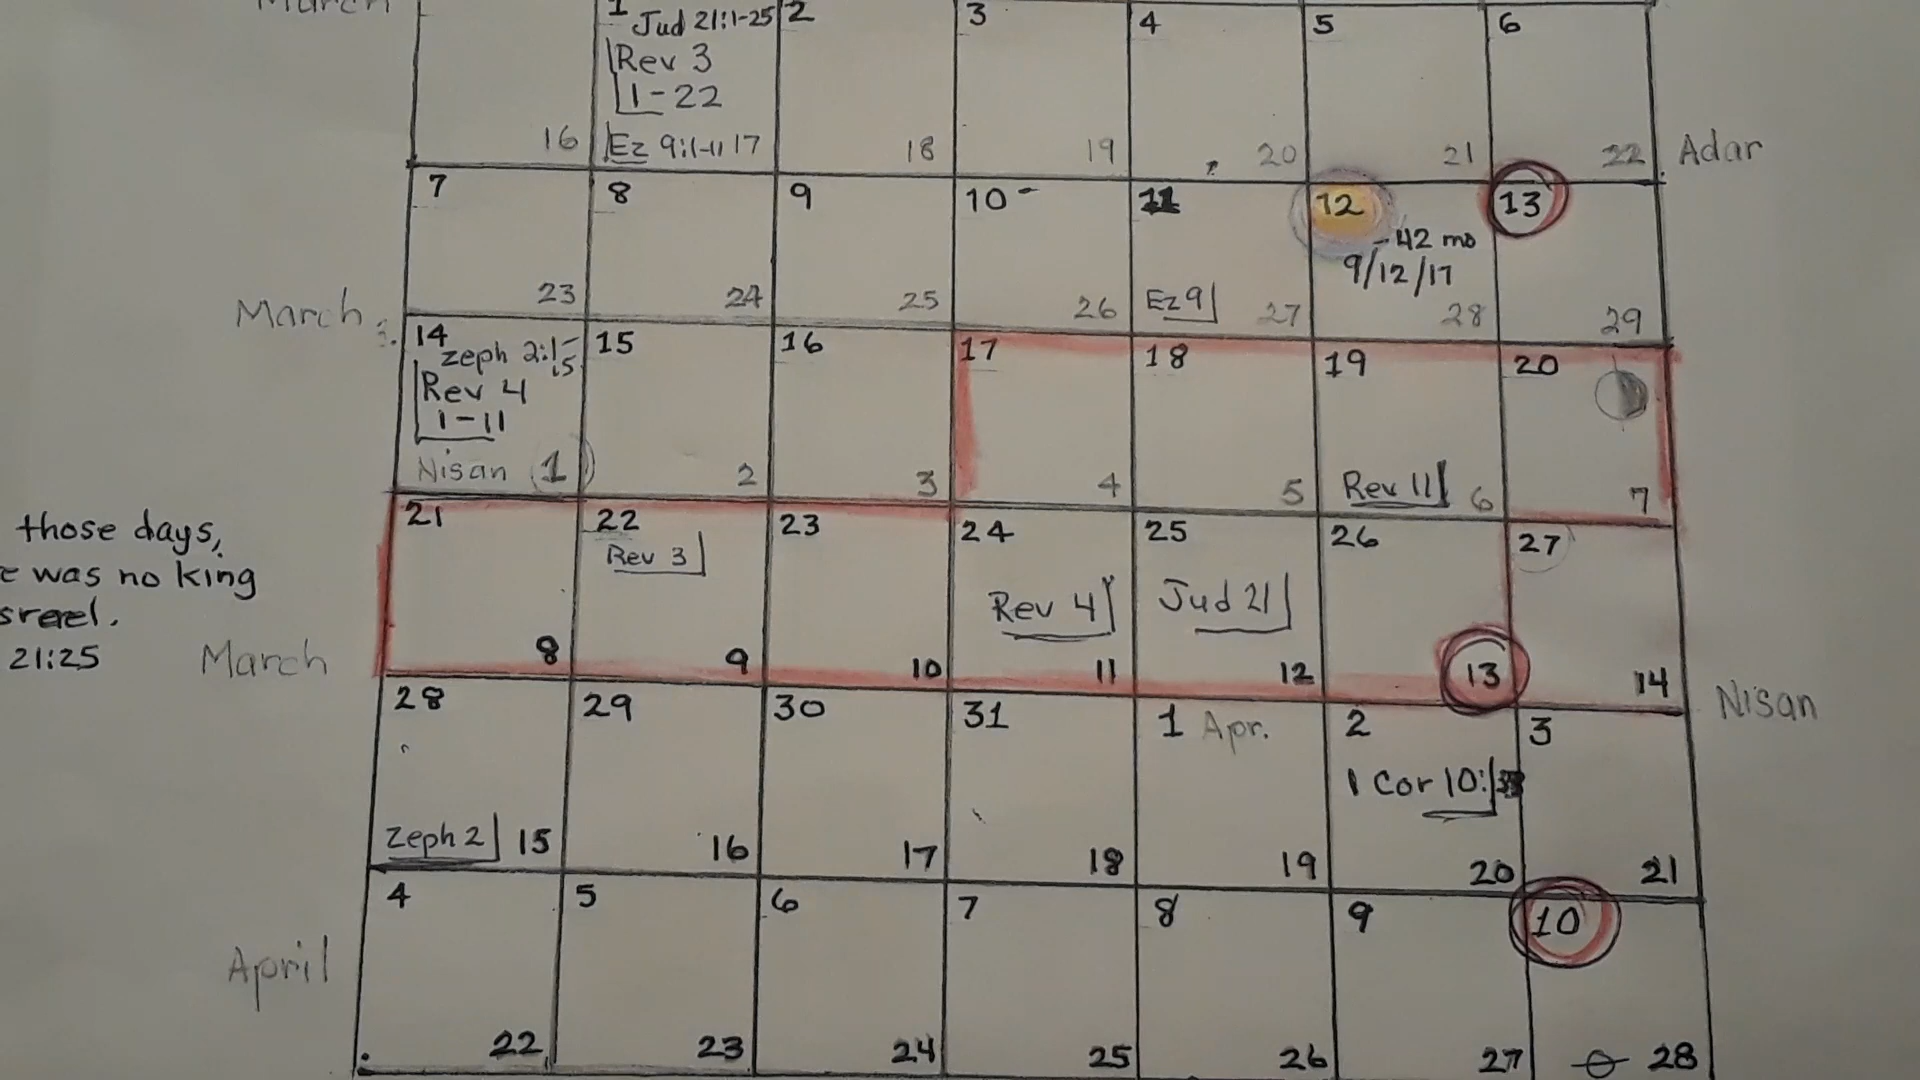 March
1 2 3 4 5 6
Jud 21:1-25
Rev 3
1-22
Ez 9:1-11 17
16 18 19 20 21 22 Adar
7 8 9 10 - 11 12 13
- 42 mo
9/12/17
Ez 9
23 24 25 26 27 28 29
March
14 15 16 17 18 19 20
Zeph 2:1-
15
Rev 4
1-11
Nisan 1 2 3 4 5 Rev 11 6 7
21 22 23 24 25 26 27
Rev 3
Rev 4 Jud 21
those days,
was no king
21:25
March
8 9 10 11 12 13 14
Nisan
28 29 30 31 1 Apr. 2 3
1 Cor 10:
Zeph 2 15 16 17 18 19 20 21
4 5 6 7 8 9 10
April
22 23 24 25 26 27 28